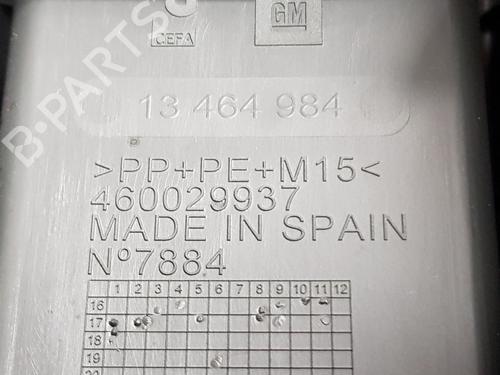 B-PARTS
CEFA
GM
13 464 984
>PP+PE+M15<
460029937
MADE IN SPAIN
Nº7884
1 2 3 4 5 6 7 8 9 10 11 12
16
17
18
19